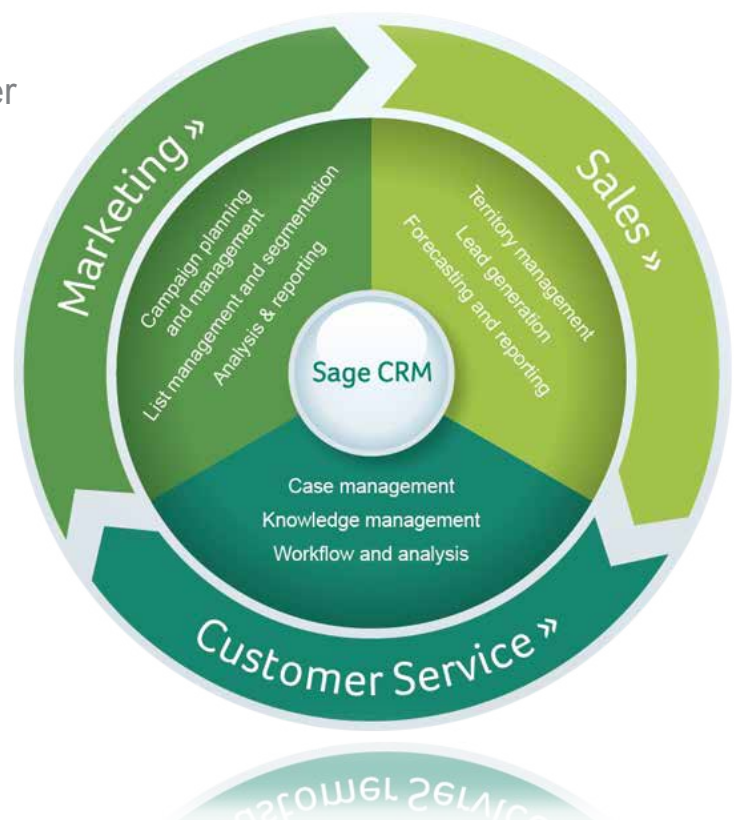 er
Marketing »
Campaign planning
and management
List management and segmentation
Analysis & reporting
Sales »
Territory management
Lead generation
Forecasting and reporting
Sage CRM
Case management
Knowledge management
Workflow and analysis
Customer Service »